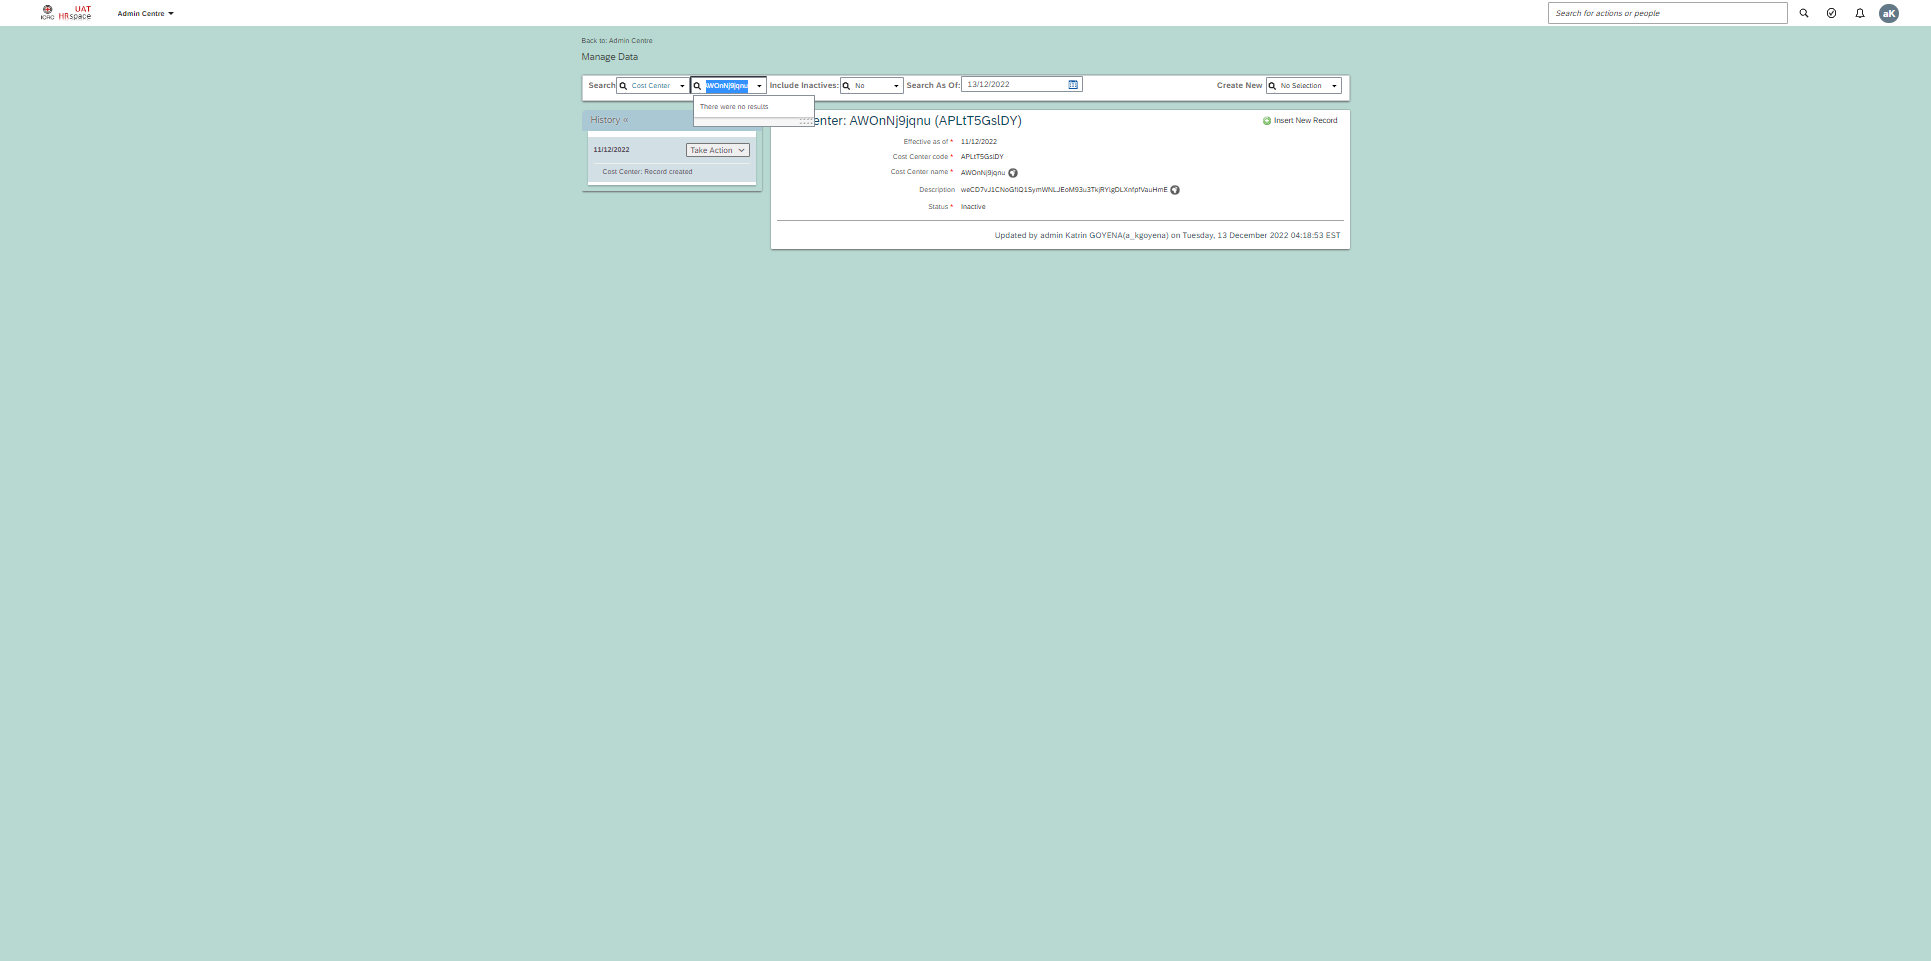 ICRC
UAT
HRspace
Admin Centre
Search for actions or people
aK
Back to: Admin Centre
Manage Data
Search Cost Center AWOnNj9jqnu Include Inactives: No Search As Of: 13/12/2022 Create New No Selection
There were no results
History «
11/12/2022 Take Action
Cost Center: Record created
enter: AWOnNj9jqnu (APLtT5GslDY)
Insert New Record
Effective as of * 11/12/2022
Cost Center code * APLtT5GslDY
Cost Center name * AWOnNj9jqnu
Description
Status * Inactive
Updated by admin Katrin GOYENA(a_kgoyena) on Tuesday, 13 December 2022 04:18:53 EST